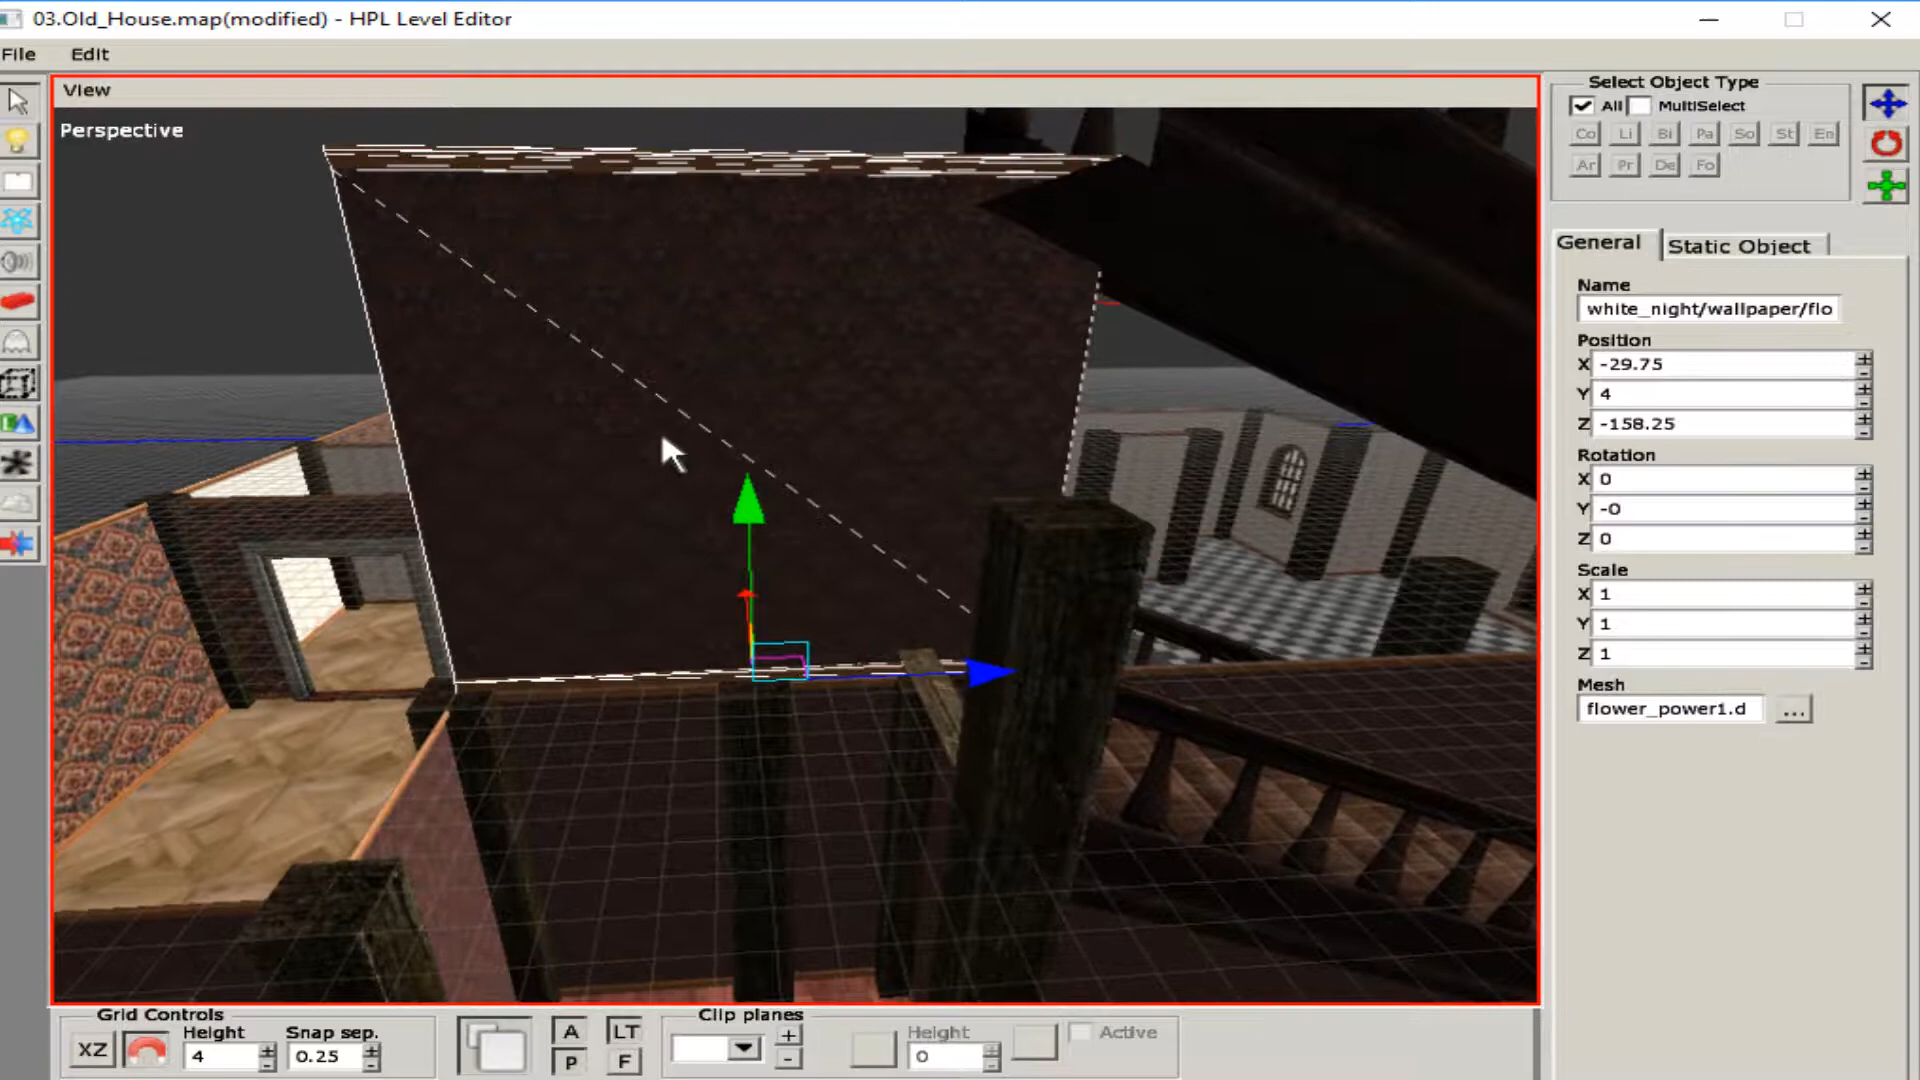 03.Old_House.map(modified) - HPL Level Editor
File Edit
View
Perspective
Select Object Type
All MultiSelect
Co Li Bi Pa So St En
Ar Pr De Fo
General Static Object
Name
white_night/wallpaper/flo
Position
X -29.75
Y 4
Z -158.25
Rotation
X 0
Y -0
Z 0
Scale
X 1
Y 1
Z 1
Mesh
flower_power1.d ...
Grid Controls
Height Snap sep.
XZ 4 0.25
A LT
P F
Clip planes
+
-
Height
0
Active